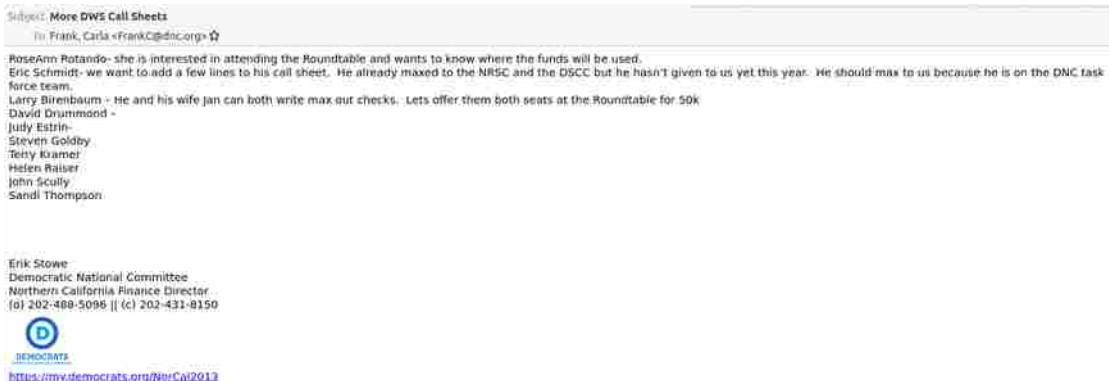 Subject: More DWS Call Sheets
To: Frank, Carla <FrankC@dnc.org>
RoseAnn Rotando- she is interested in attending the Roundtable and wants to know where the funds will be used.
Eric Schmidt- we want to add a few lines to his call sheet.  He already maxed to the NRSC and the DSCC but he hasn't given to us yet this year.  He should max to us because he is on the DNC task
force team.
Larry Birenbaum – He and his wife Jan can both write max out checks.  Lets offer them both seats at the Roundtable for 50k
David Drummond –
Judy Estrin-
Steven Goldby
Terry Kramer
Helen Raiser
John Scully
Sandi Thompson
Erik Stowe
Democratic National Committee
Northern California Finance Director
(o) 202-488-5096 || (c) 202-431-8150
D
DEMOCRATS
https://my.democrats.org/NorCal2013